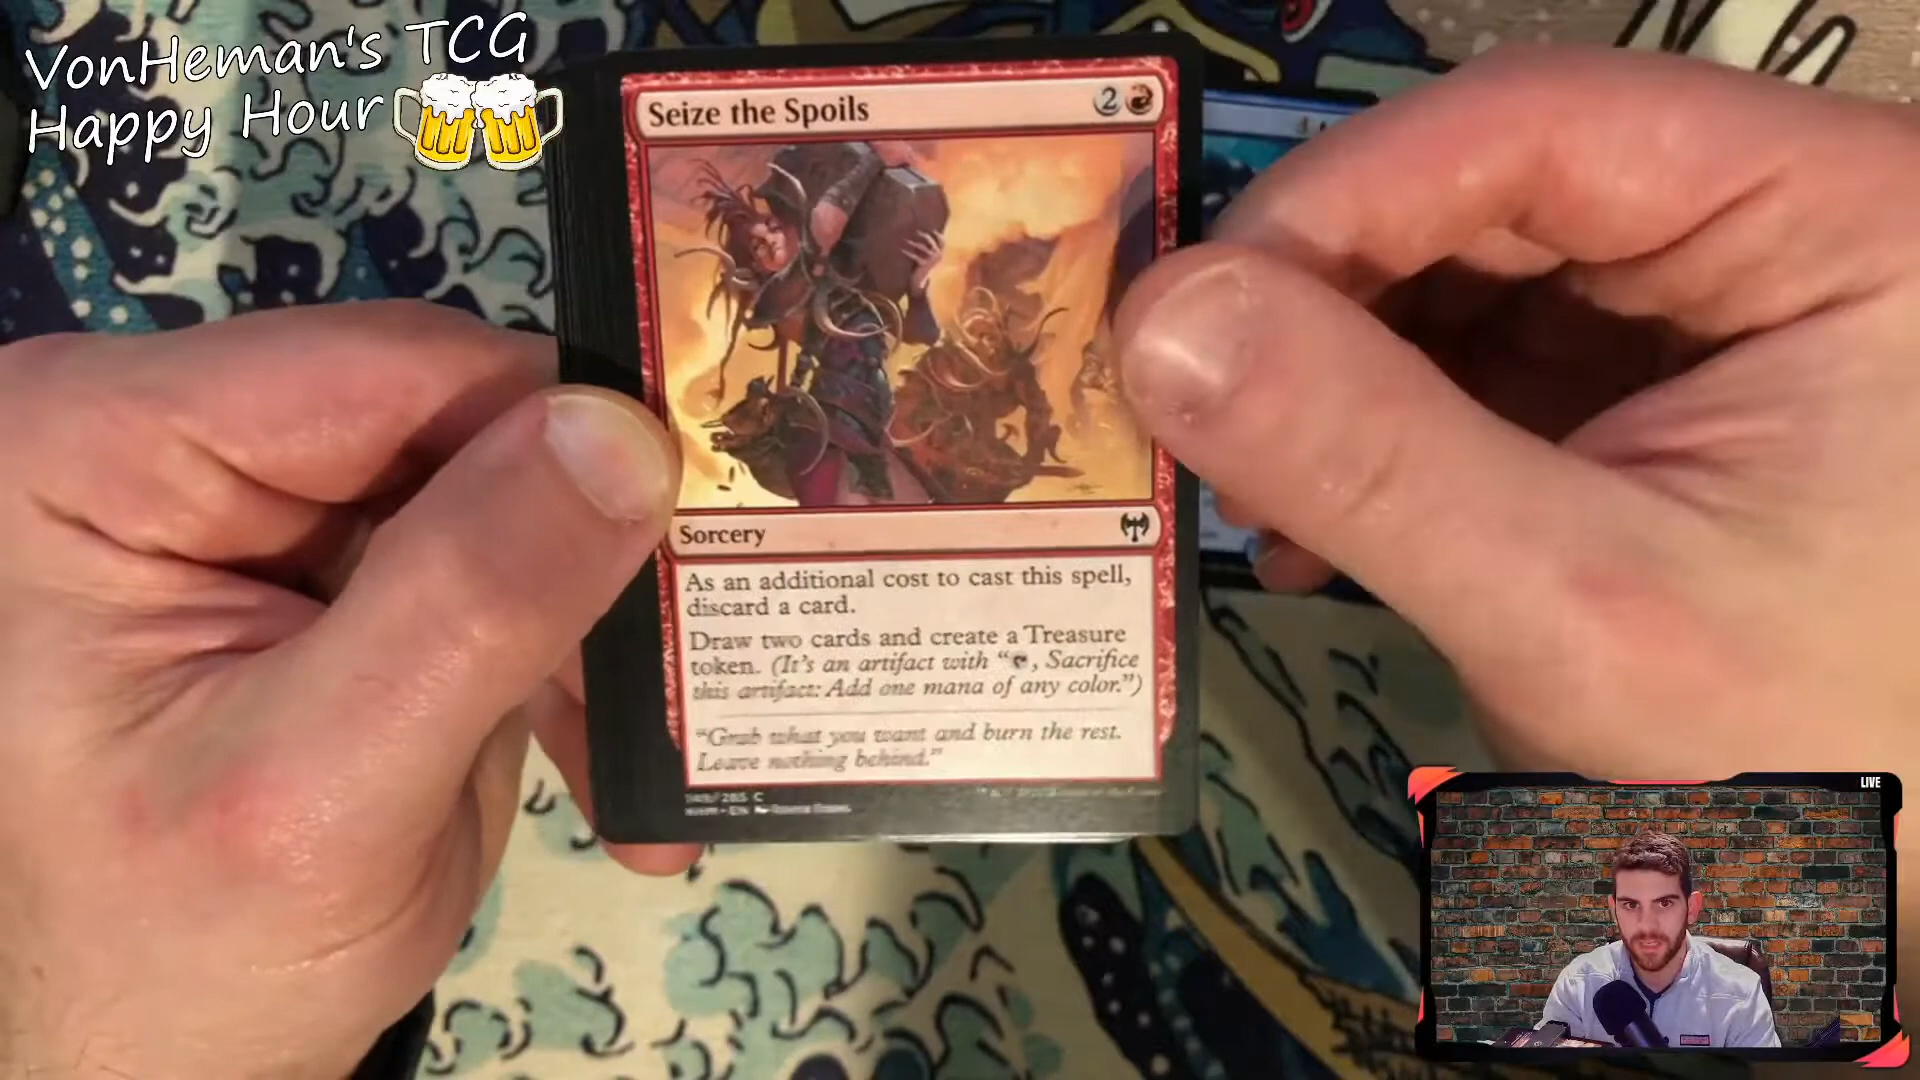 VonHeman's TCG
Happy Hour
Seize the Spoils
2
Sorcery
As an additional cost to cast this spell,
discard a card.
Draw two cards and create a Treasure
token. (It's an artifact with “, Sacrifice
this artifact: Add one mana of any color.”)
“Grab what you want and burn the rest.
Leave nothing behind.”
LIVE